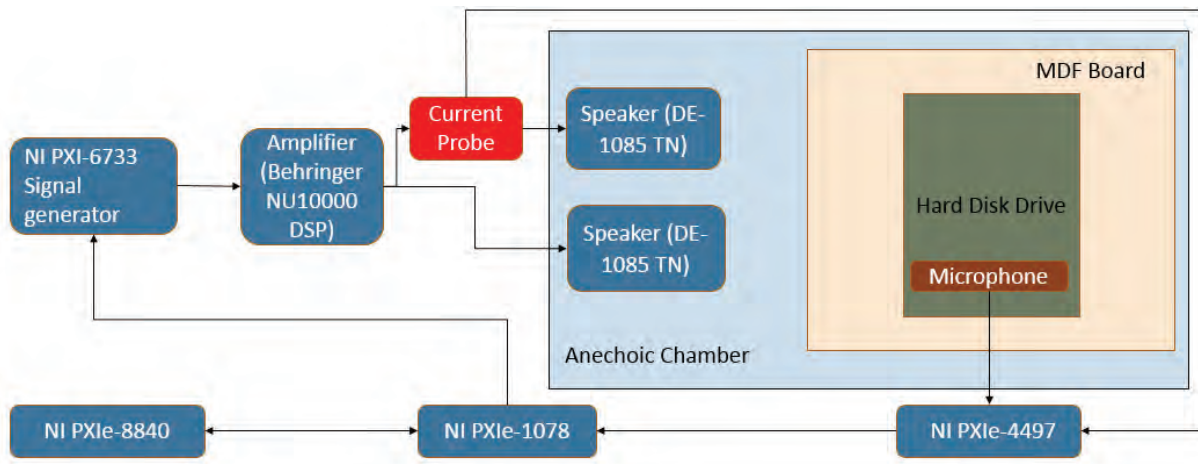 NI PXI-6733
Signal
generator
Amplifier
(Behringer
NU10000
DSP)
Current
Probe
Speaker (DE-
1085 TN)
Speaker (DE-
1085 TN)
MDF Board
Hard Disk Drive
Microphone
Anechoic Chamber
NI PXIe-8840
NI PXIe-1078
NI PXIe-4497